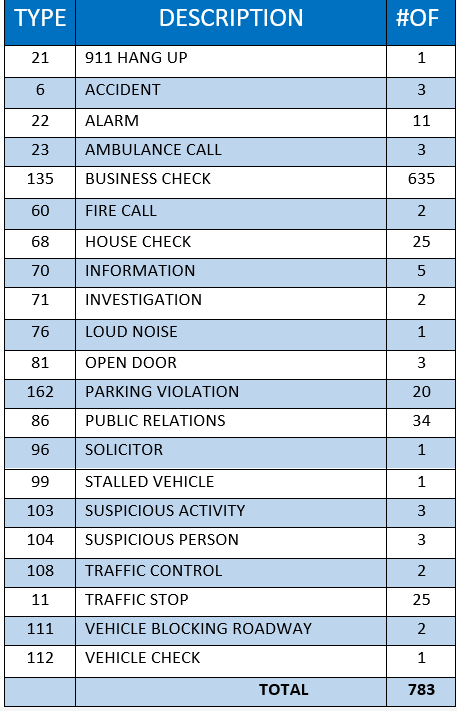 TYPE DESCRIPTION #OF
21 911 HANG UP 1
6 ACCIDENT 3
22 ALARM 11
23 AMBULANCE CALL 3
135 BUSINESS CHECK 635
60 FIRE CALL 2
68 HOUSE CHECK 25
70 INFORMATION 5
71 INVESTIGATION 2
76 LOUD NOISE 1
81 OPEN DOOR 3
162 PARKING VIOLATION 20
86 PUBLIC RELATIONS 34
96 SOLICITOR 1
99 STALLED VEHICLE 1
103 SUSPICIOUS ACTIVITY 3
104 SUSPICIOUS PERSON 3
108 TRAFFIC CONTROL 2
11 TRAFFIC STOP 25
111 VEHICLE BLOCKING ROADWAY 2
112 VEHICLE CHECK 1
TOTAL 783